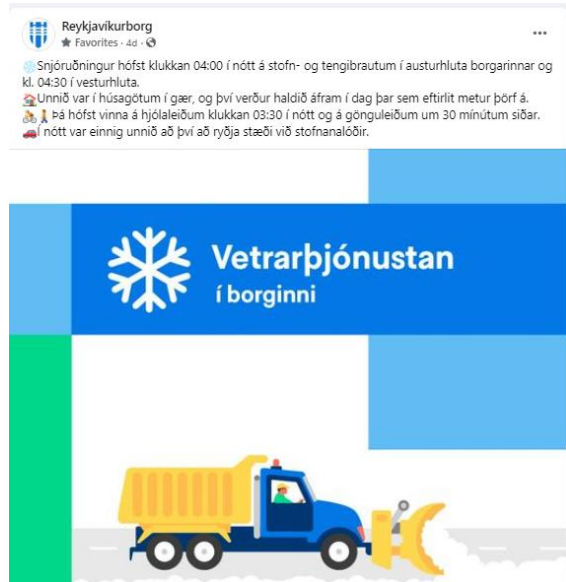 Reykjavíkurborg
★ Favorites · 4d ·
❄️Snjóruðningur hófst klukkan 04:00 í nótt á stofn- og tengibrautum í austurhluta borgarinnar og
kl. 04:30 í vesturhluta.
🏠Unnið var í húsagötum í gær, og því verður haldið áfram í dag þar sem eftirlit metur þörf á.
🚴🚶Þá hófst vinna á hjólaleiðum klukkan 03:30 í nótt og á gönguleiðum um 30 mínútum síðar.
🚗Í nótt var einnig unnið að því að ryðja stæði við stofnanalóðir.
Vetrarþjónustan
í borginni